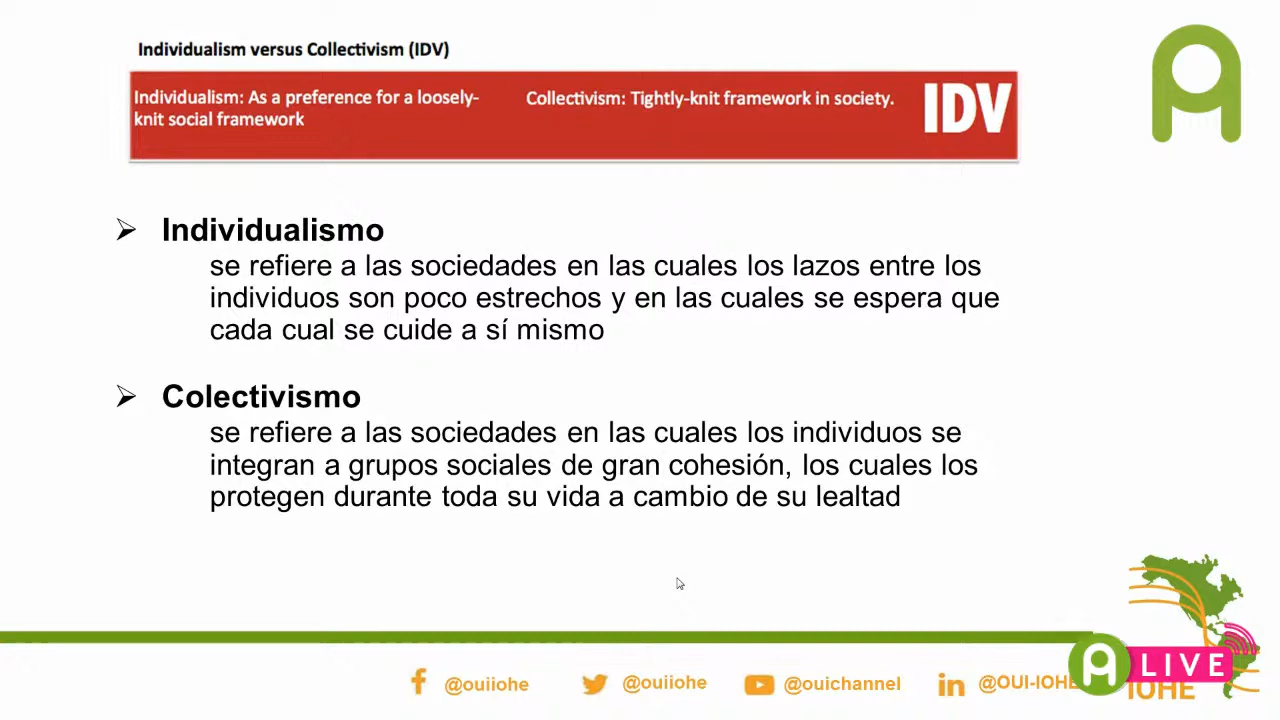 Individualism versus Collectivism (IDV)
Individualism: As a preference for a loosely-
knit social framework
Collectivism: Tightly-knit framework in society.
IDV
Individualismo
se refiere a las sociedades en las cuales los lazos entre los
individuos son poco estrechos y en las cuales se espera que
cada cual se cuide a sí mismo
Colectivismo
se refiere a las sociedades en las cuales los individuos se
integran a grupos sociales de gran cohesión, los cuales los
protegen durante toda su vida a cambio de su lealtad
@ouiiohe
@ouiiohe
@ouichannel
@OUI-IOHE
LIVE
IOHE